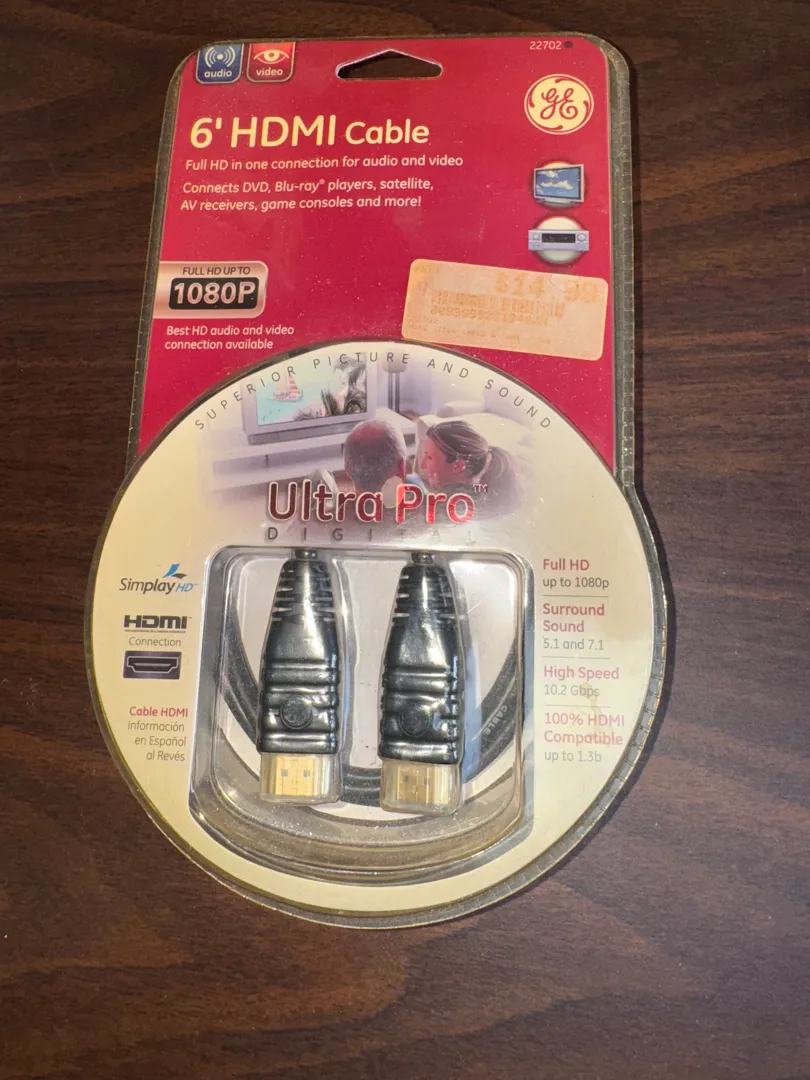 22702
audio
video
GE
6' HDMI Cable
Full HD in one connection for audio and video
Connects DVD, Blu-ray® players, satellite,
AV receivers, game consoles and more!
FULL HD UP TO
1080P
$14.99
Best HD audio and video
connection available
SUPERIOR PICTURE AND SOUND
Ultra Pro™
DIGITAL
Simplay HD™
HDMI
Connection
Cable HDMI
Información
en Español
al Revés
CABLE
Full HD
up to 1080p
Surround
Sound
5.1 and 7.1
High Speed
10.2 Gbps
100% HDMI
Compatible
up to 1.3b